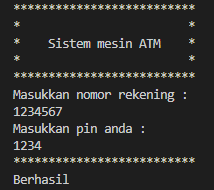 **************************
*                        *
*    Sistem mesin ATM    *
*                        *
**************************
Masukkan nomor rekening :
1234567
Masukkan pin anda :
1234
**************************
Berhasil